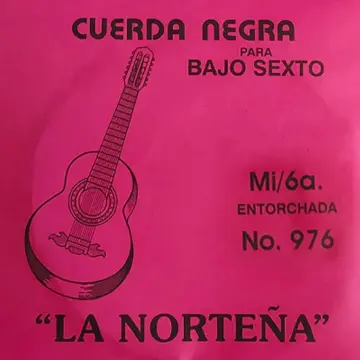 CUERDA NEGRA
PARA
BAJO SEXTO
Mi/6a.
ENTORCHADA
No. 976
“LA NORTEÑA”